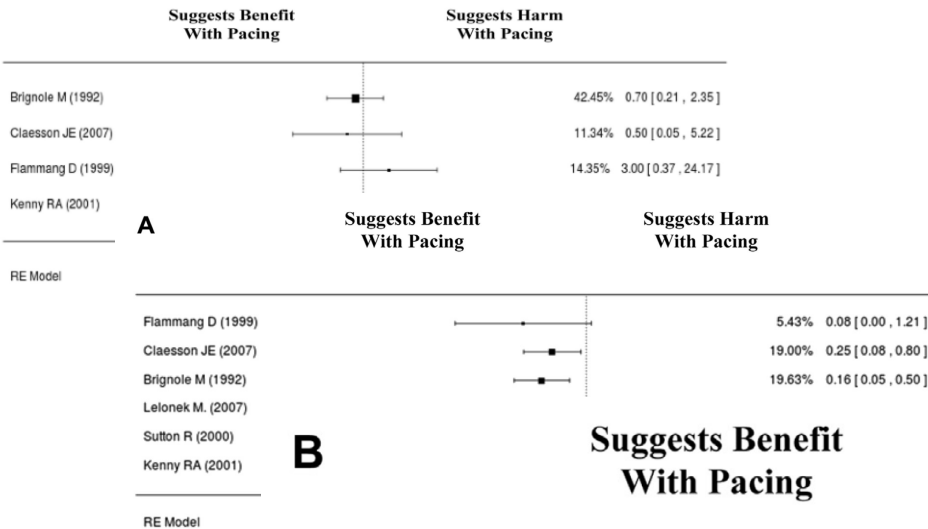 Suggests Benefit
With Pacing
Suggests Harm
With Pacing
Brignole M (1992) 42.45% 0.70 [ 0.21 , 2.35 ]
Claesson JE (2007) 11.34% 0.50 [ 0.05 , 5.22 ]
Flammang D (1999) 14.35% 3.00 [ 0.37 , 24.17 ]
Kenny RA (2001)
RE Model
A
Suggests Benefit
With Pacing
Suggests Harm
With Pacing
Flammang D (1999) 5.43% 0.08 [ 0.00 , 1.21 ]
Claesson JE (2007) 19.00% 0.25 [ 0.08 , 0.80 ]
Brignole M (1992) 19.63% 0.16 [ 0.05 , 0.50 ]
Lelonek M. (2007)
Sutton R (2000)
Kenny RA (2001)
RE Model
B
Suggests Benefit
With Pacing